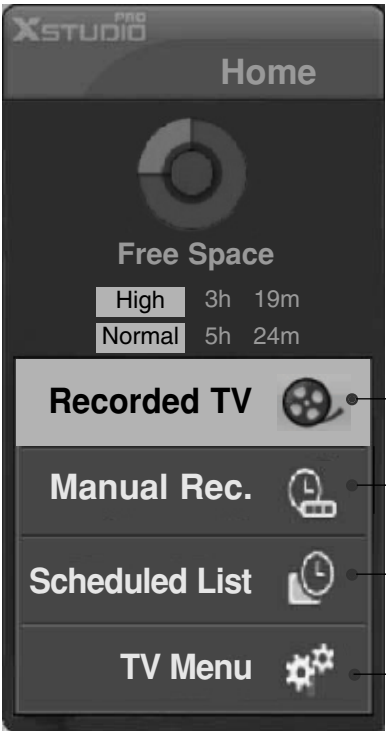 XSTUDIO PRO
Home
Free Space
High 3h 19m
Normal 5h 24m
Recorded TV
Manual Rec.
Scheduled List
TV Menu